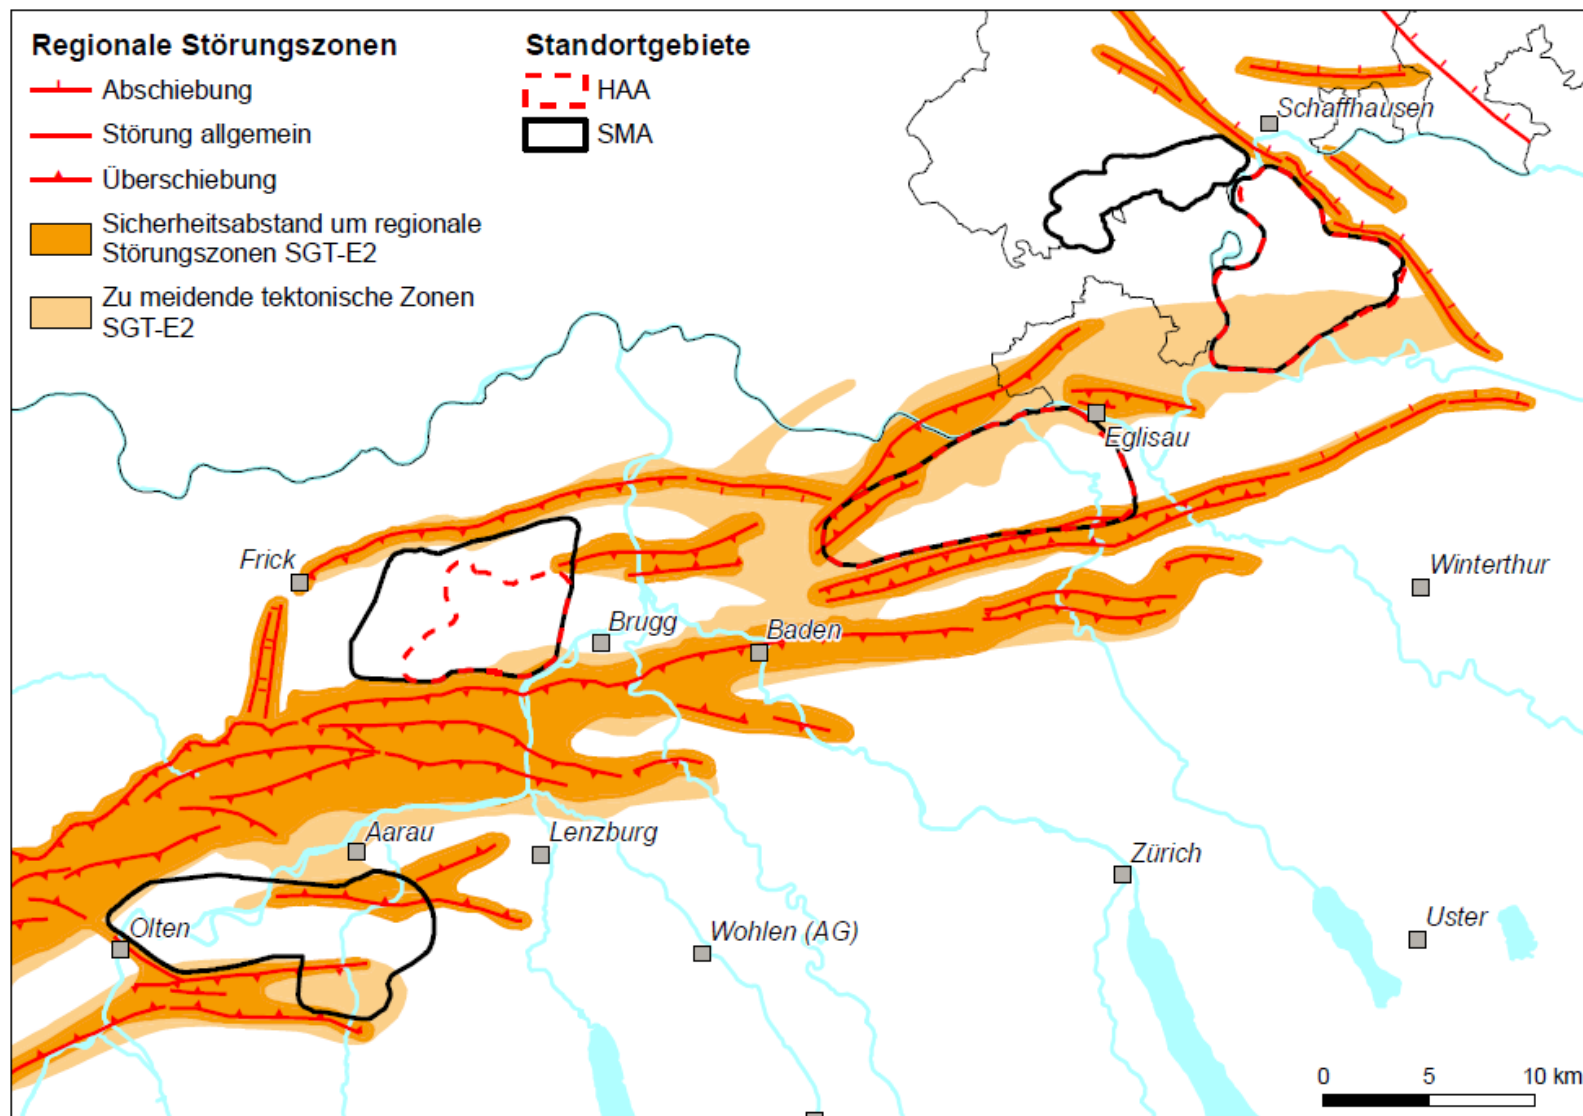 Regionale Störungszonen
Abschiebung
Störung allgemein
Überschiebung
Sicherheitsabstand um regionale
Störungszonen SGT-E2
Zu meidende tektonische Zonen
SGT-E2
Standortgebiete
HAA
SMA
Schaffhausen
Eglisau
Frick
Winterthur
Brugg
Baden
Aarau
Lenzburg
Zürich
Olten
Wohlen (AG)
Uster
0 5 10 km